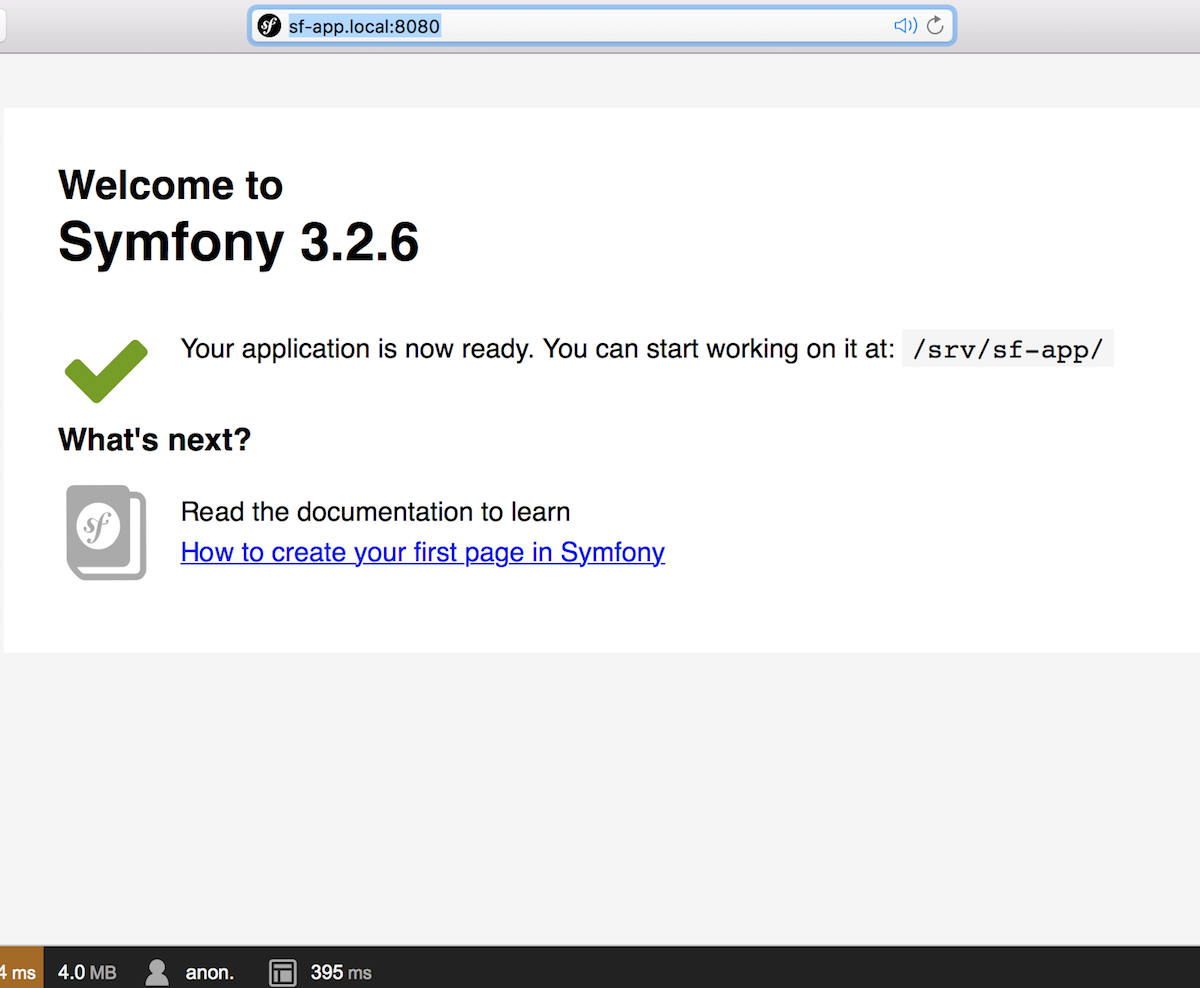 sf-app.local:8080
Welcome to
Symfony 3.2.6
Your application is now ready. You can start working on it at: /srv/sf-app/
What's next?
sf
Read the documentation to learn
How to create your first page in Symfony
4 ms 4.0 MB anon. 395 ms